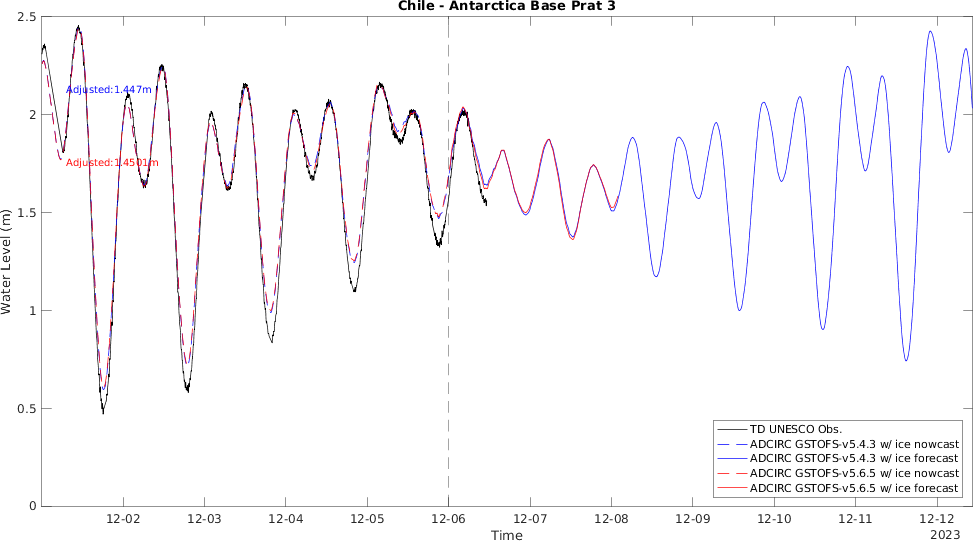 Chile - Antarctica Base Prat 3
2.5
2
1.5
1
0.5
0
Water Level (m)
Adjusted:1.447m
Adjusted:1.4501m
TD UNESCO Obs.
ADCIRC GSTOFS-v5.4.3 w/ ice nowcast
ADCIRC GSTOFS-v5.4.3 w/ ice forecast
ADCIRC GSTOFS-v5.6.5 w/ ice nowcast
ADCIRC GSTOFS-v5.6.5 w/ ice forecast
12-02 12-03 12-04 12-05 12-06 12-07 12-08 12-09 12-10 12-11 12-12
Time
2023